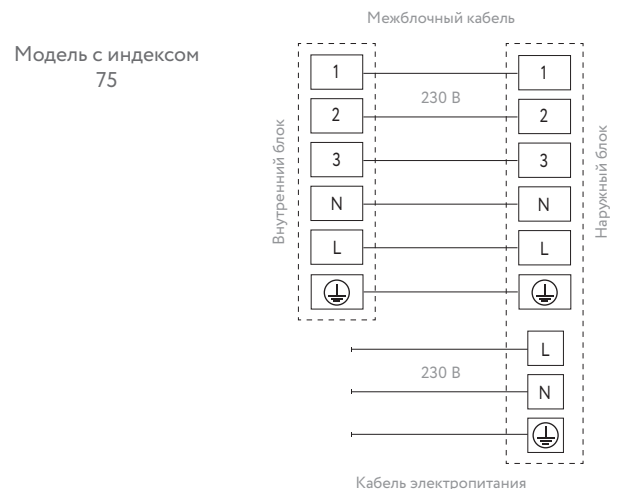 Межблочный кабель
Модель с индексом
75
1 1
230 В
2 2
3 3
N N
L L
Внутренний блок
Наружный блок
L
230 В
N
Кабель электропитания